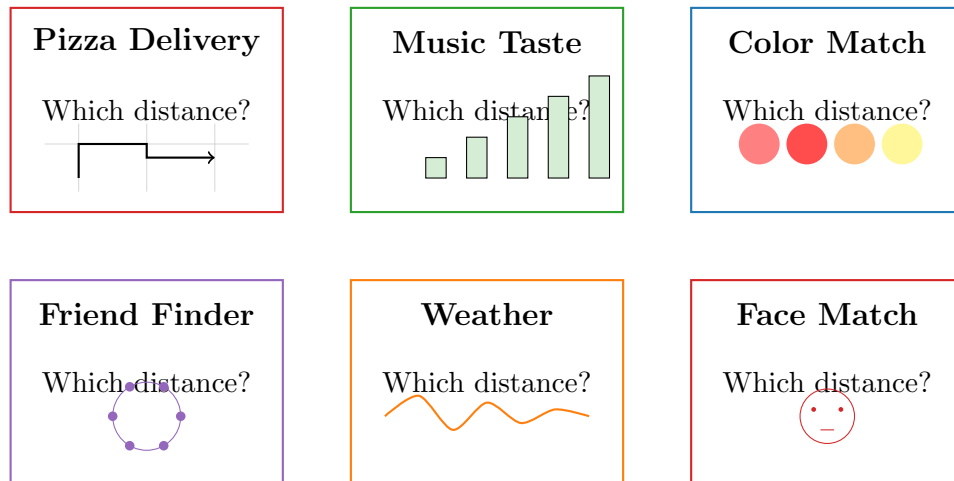 Pizza Delivery
Which distance?
Music Taste
Which distance?
Color Match
Which distance?
Friend Finder
Which distance?
Weather
Which distance?
Face Match
Which distance?